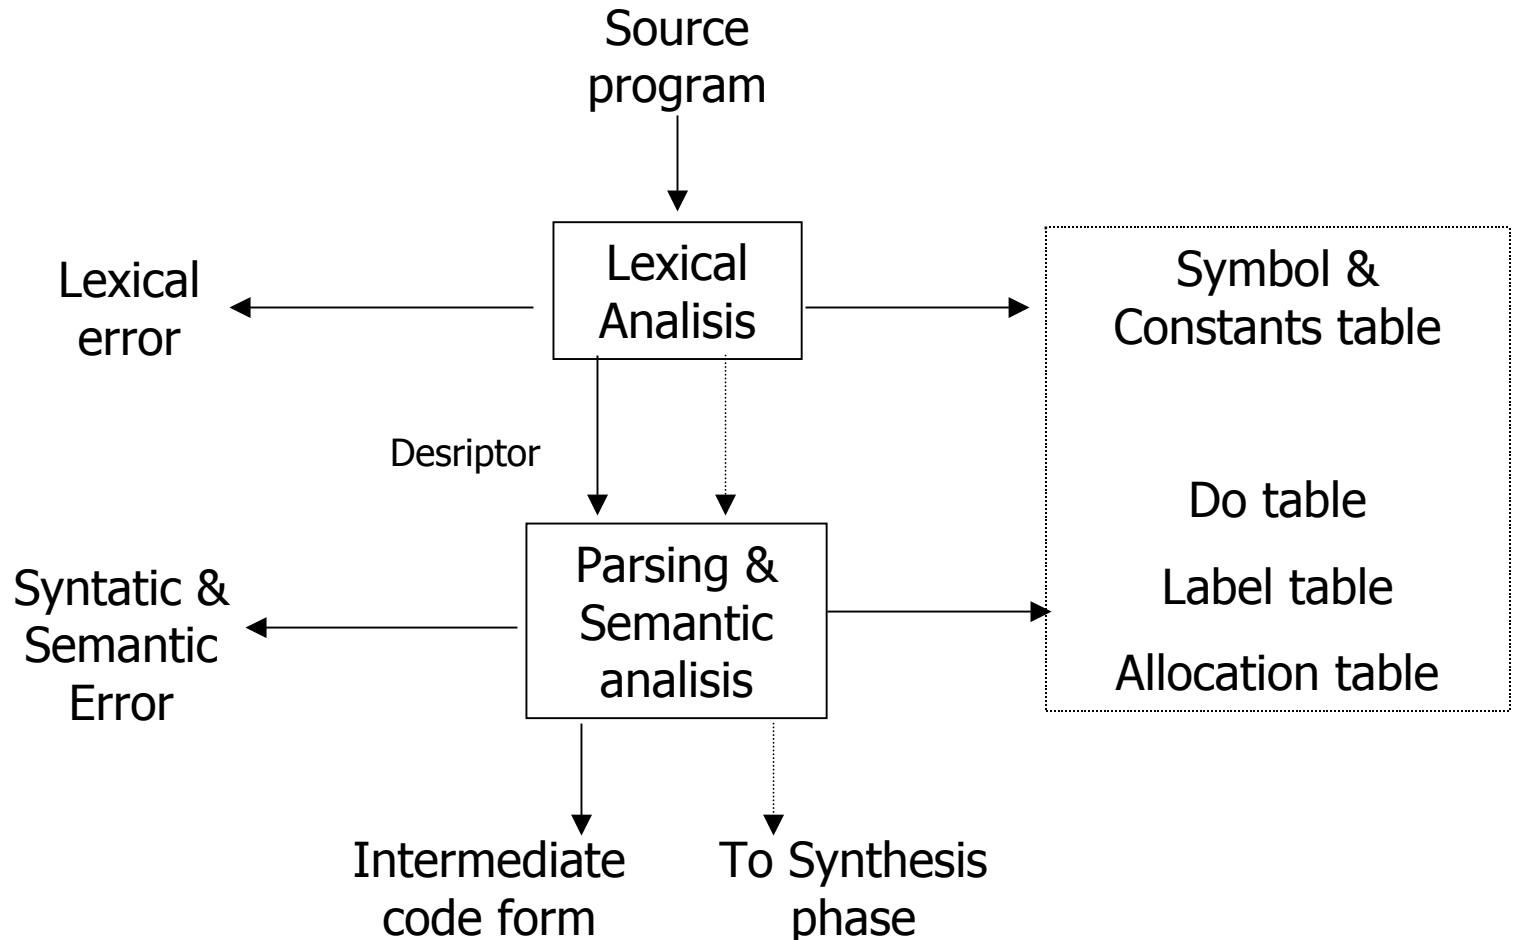 Source
program
Lexical
Analisis
Lexical
error
Symbol &
Constants table
Desriptor
Do table
Label table
Allocation table
Parsing &
Semantic
analisis
Syntatic &
Semantic
Error
Intermediate
code form
To Synthesis
phase